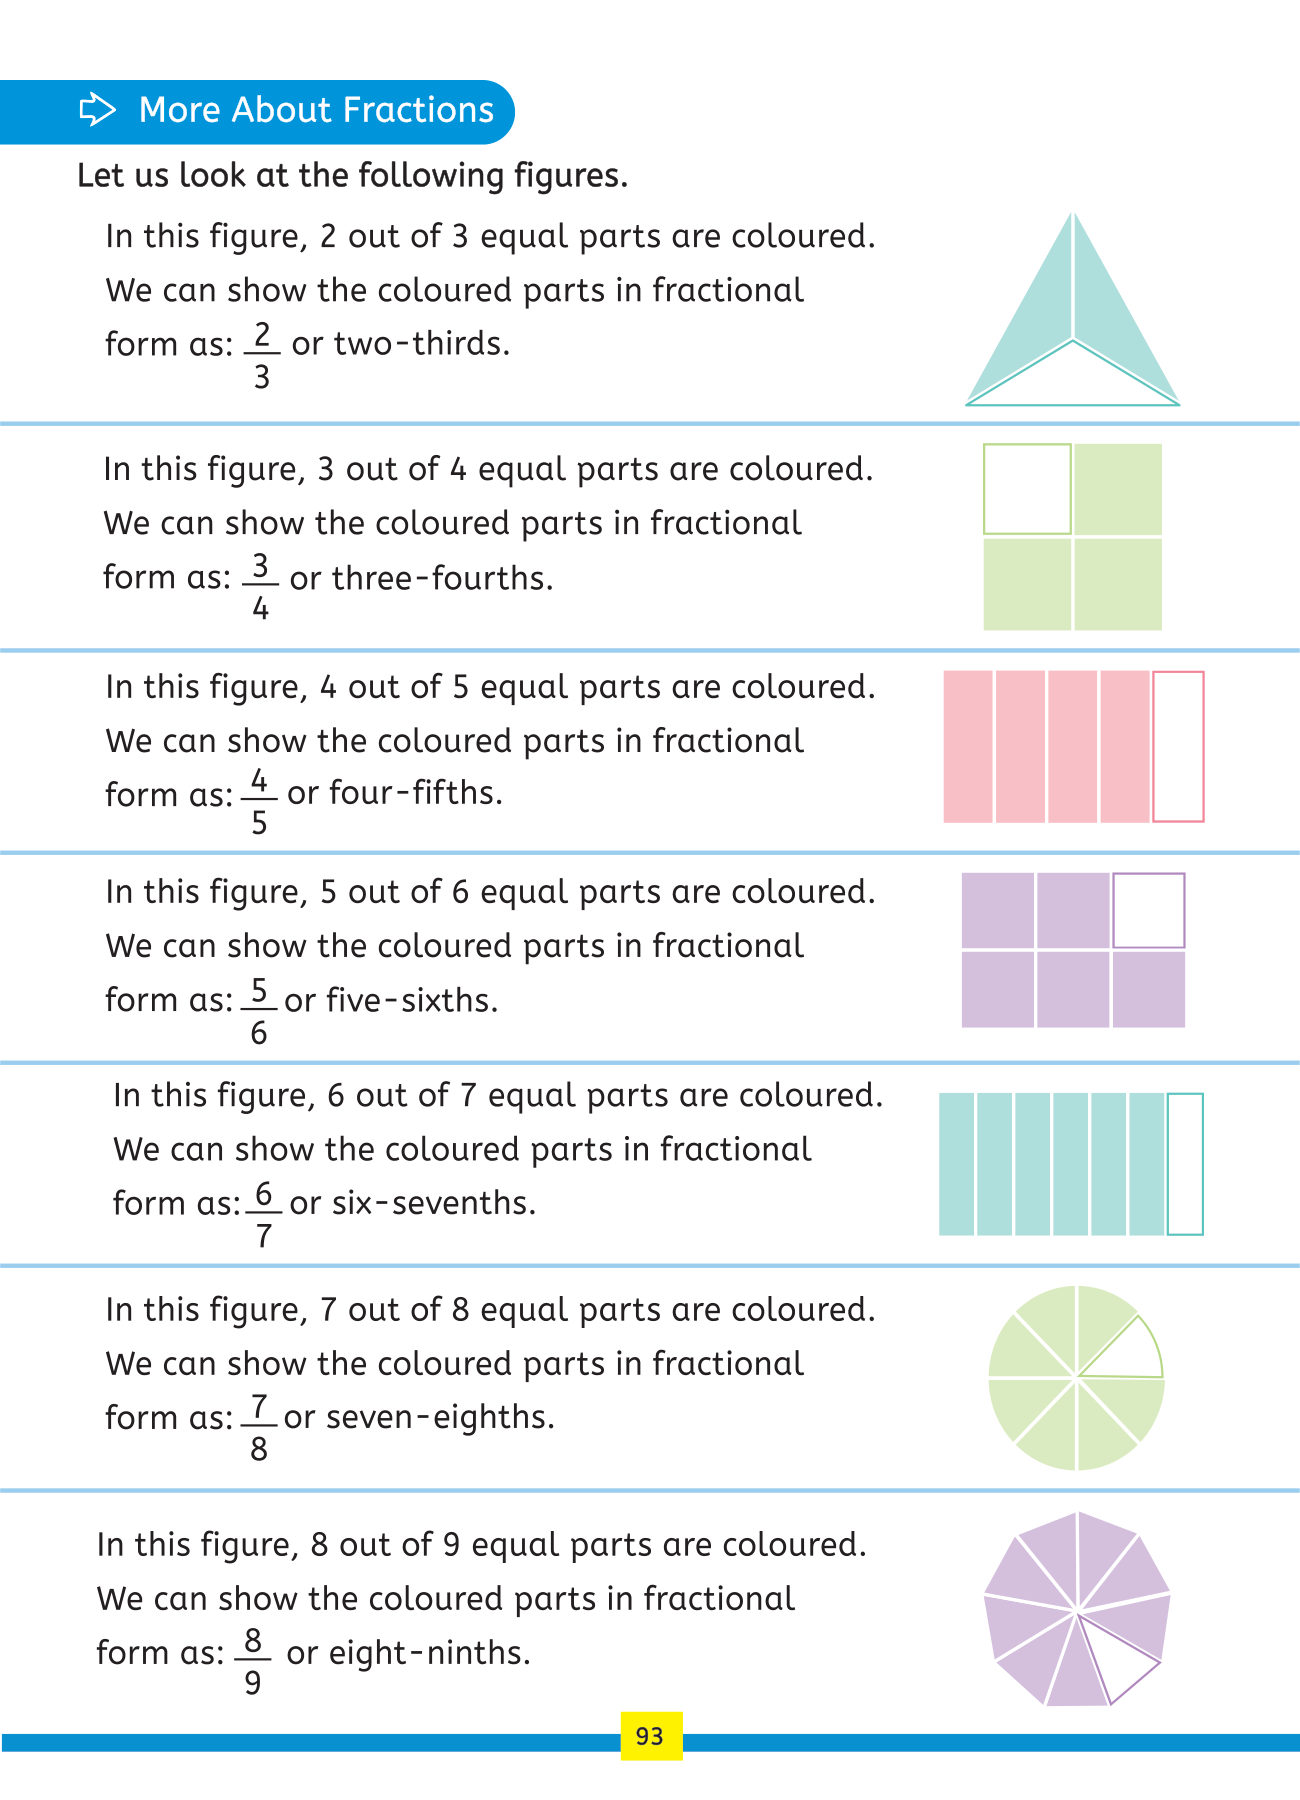 More About Fractions
Let us look at the following figures.
In this figure, 2 out of 3 equal parts are coloured.
We can show the coloured parts in fractional
form as: 2/3 or two-thirds.
In this figure, 3 out of 4 equal parts are coloured.
We can show the coloured parts in fractional
form as: 3/4 or three-fourths.
In this figure, 4 out of 5 equal parts are coloured.
We can show the coloured parts in fractional
form as: 4/5 or four-fifths.
In this figure, 5 out of 6 equal parts are coloured.
We can show the coloured parts in fractional
form as: 5/6 or five-sixths.
In this figure, 6 out of 7 equal parts are coloured.
We can show the coloured parts in fractional
form as: 6/7 or six-sevenths.
In this figure, 7 out of 8 equal parts are coloured.
We can show the coloured parts in fractional
form as: 7/8 or seven-eighths.
In this figure, 8 out of 9 equal parts are coloured.
We can show the coloured parts in fractional
form as: 8/9 or eight-ninths.
93